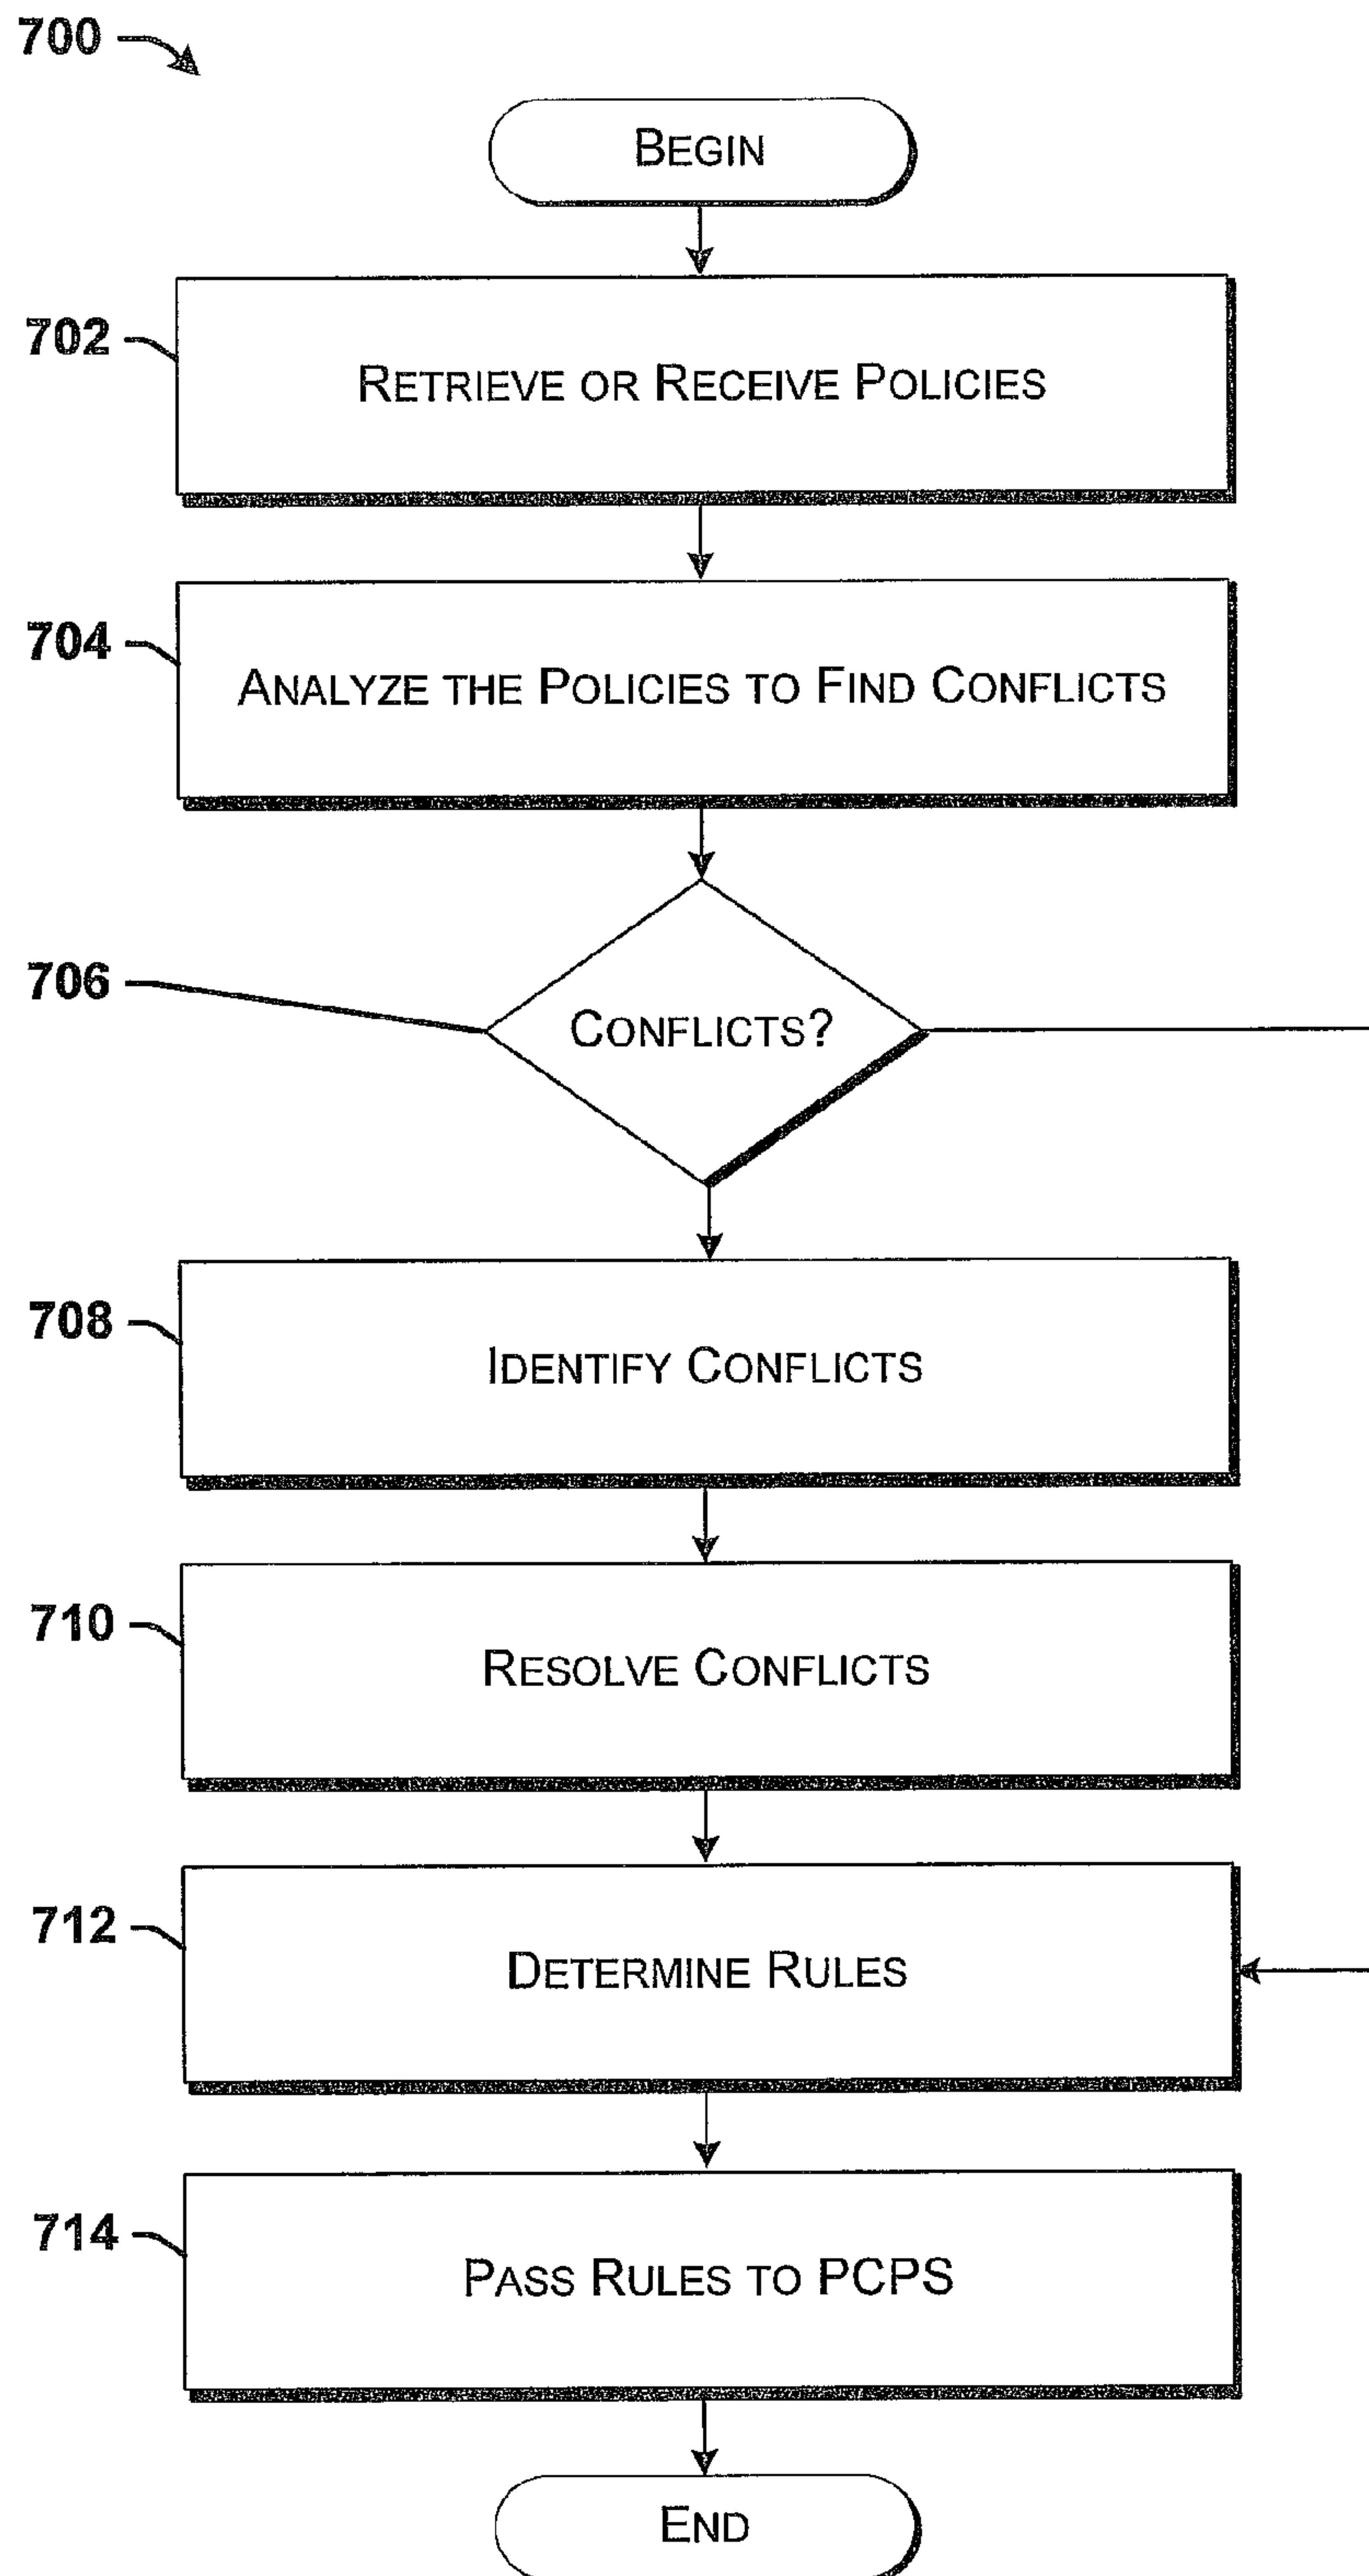 700
BEGIN
702
RETRIEVE OR RECEIVE POLICIES
704
ANALYZE THE POLICIES TO FIND CONFLICTS
706
CONFLICTS?
708
IDENTIFY CONFLICTS
710
RESOLVE CONFLICTS
712
DETERMINE RULES
714
PASS RULES TO PCPS
END